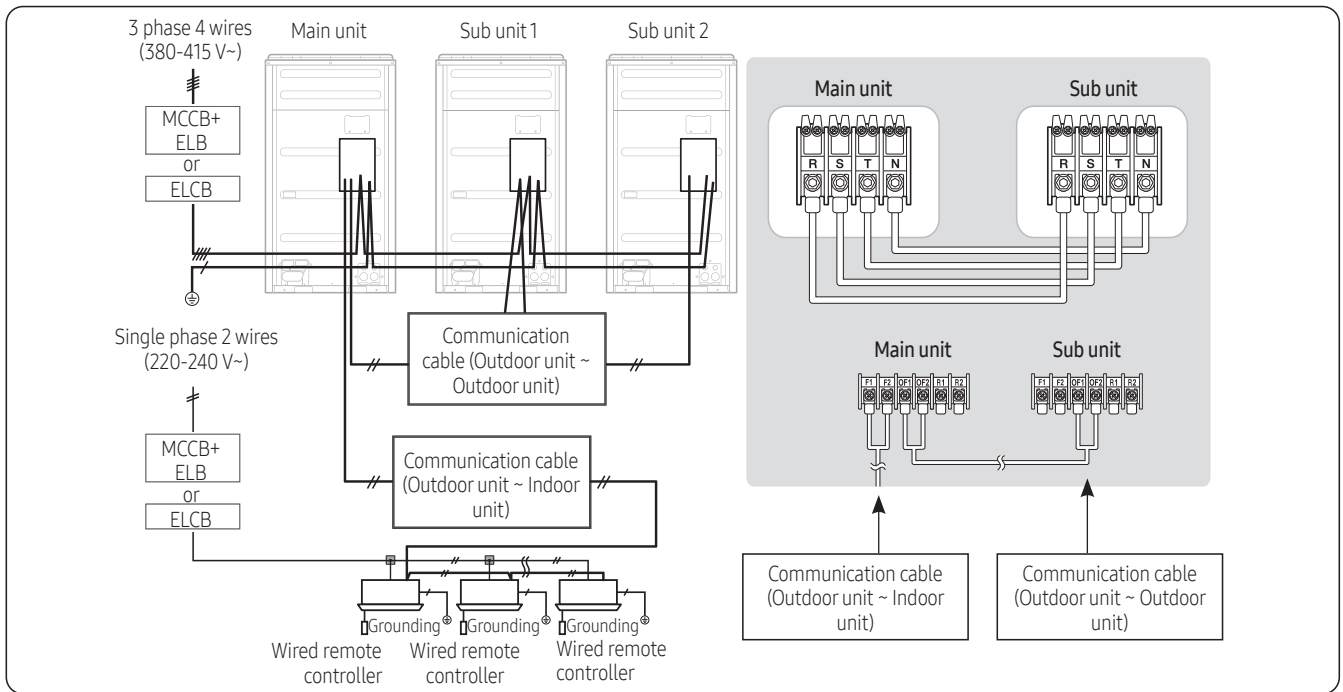 3 phase 4 wires
(380-415 V~)
Main unit
Sub unit 1
Sub unit 2
MCCB+
ELB
or
ELCB
Single phase 2 wires
(220-240 V~)
MCCB+
ELB
or
ELCB
Communication
cable (Outdoor unit ~
Outdoor unit)
Communication cable
(Outdoor unit ~ Indoor
unit)
Grounding
Grounding
Grounding
Wired remote
controller
Wired remote
controller
Wired remote
controller
Main unit
Sub unit
R S T N
R S T N
Main unit
Sub unit
F1 F2 OF1 OF2 R1 R2
F1 F2 OF1 OF2 R1 R2
Communication cable
(Outdoor unit ~ Indoor
unit)
Communication cable
(Outdoor unit ~ Outdoor
unit)